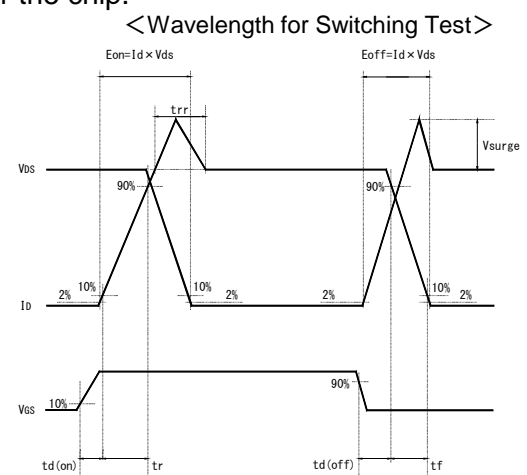 the chip.
＜Wavelength for Switching Test＞
Eon=Id×Vds
Eoff=Id×Vds
trr
Vsurge
VDS
90%
90%
10%
2%
10%
2%
2%
10%
2%
ID
90%
VGS
10%
td(on)
tr
td(off)
tf